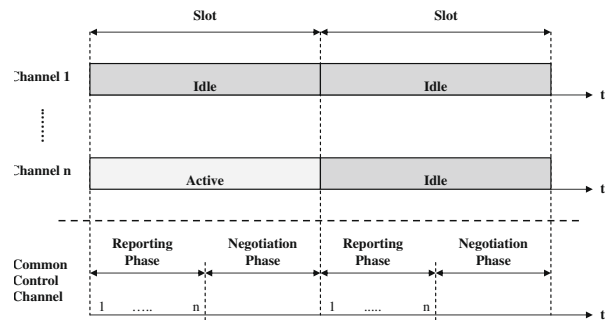 Slot Slot
Channel 1
Idle Idle
t
Channel n
Active Idle
t
Reporting Phase Negotiation Phase Reporting Phase Negotiation Phase
Common Control Channel
1 ..... n 1 ..... n
t